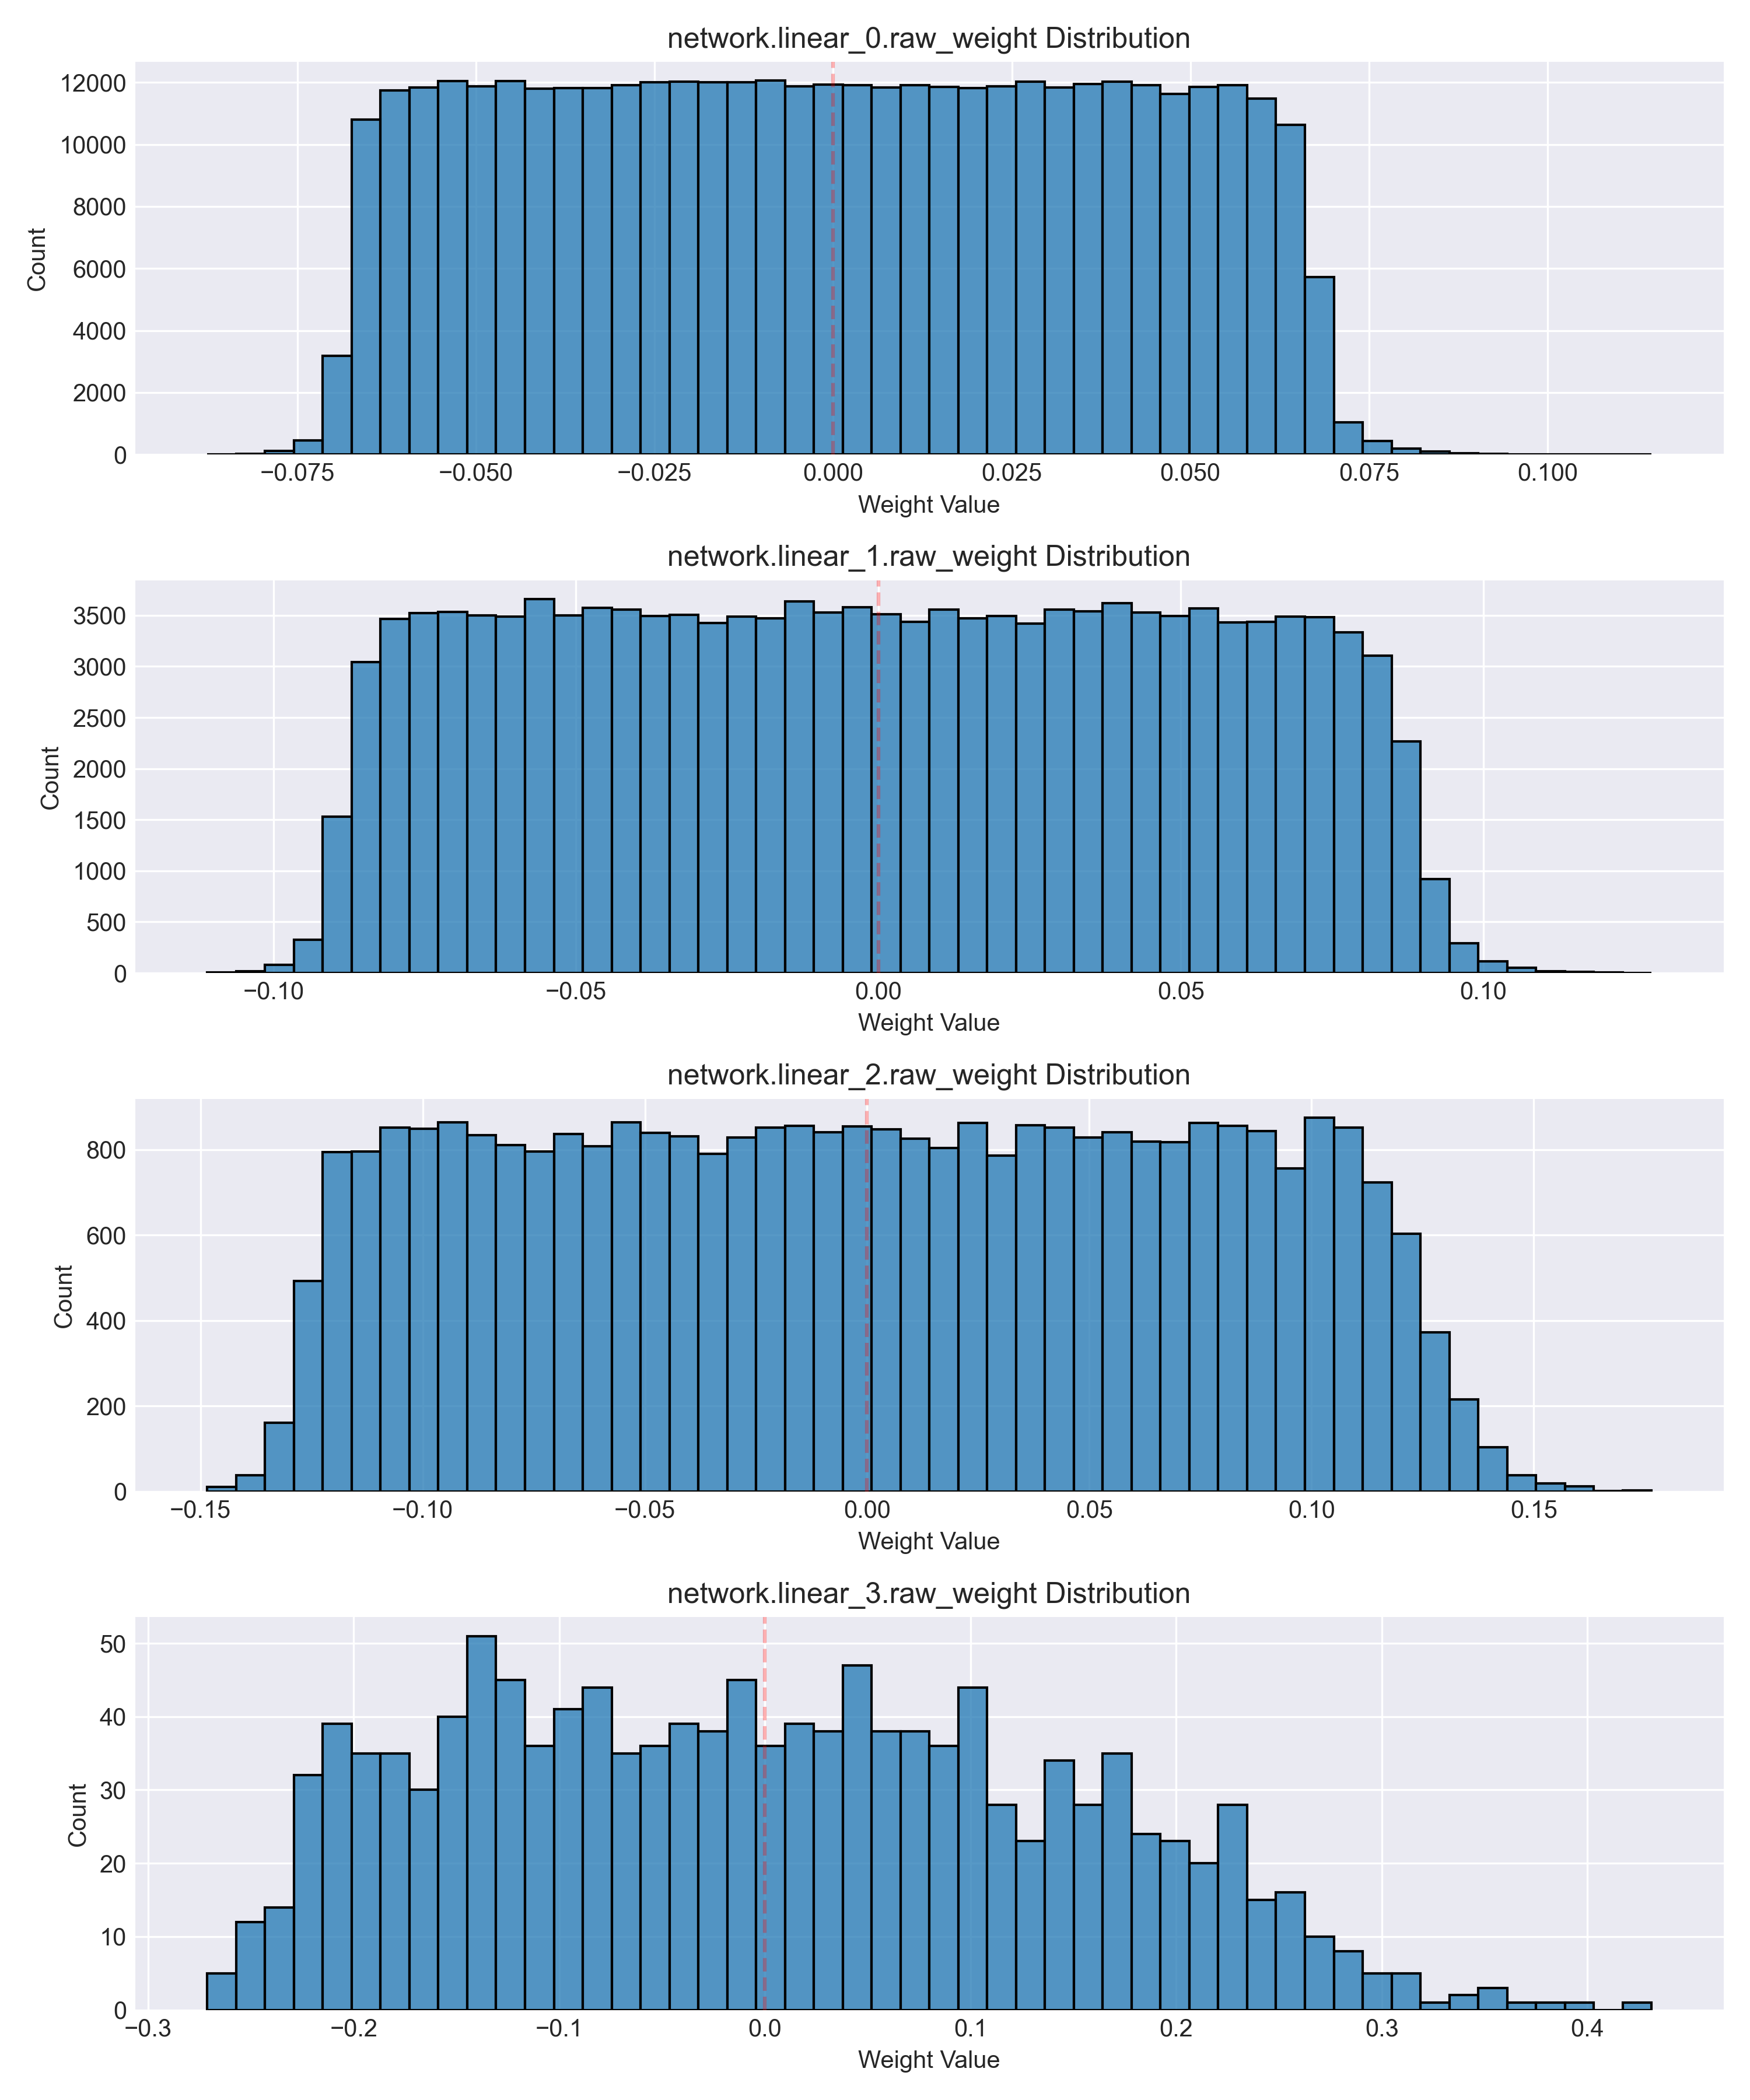 network.linear_0.raw_weight Distribution
12000
10000
8000
6000
4000
2000
0
Count
−0.075 −0.050 −0.025 0.000 0.025 0.050 0.075 0.100
Weight Value
network.linear_1.raw_weight Distribution
3500
3000
2500
2000
1500
1000
500
0
Count
−0.10 −0.05 0.00 0.05 0.10
Weight Value
network.linear_2.raw_weight Distribution
800
600
400
200
0
Count
−0.15 −0.10 −0.05 0.00 0.05 0.10 0.15
Weight Value
network.linear_3.raw_weight Distribution
50
40
30
20
10
0
Count
−0.3 −0.2 −0.1 0.0 0.1 0.2 0.3 0.4
Weight Value